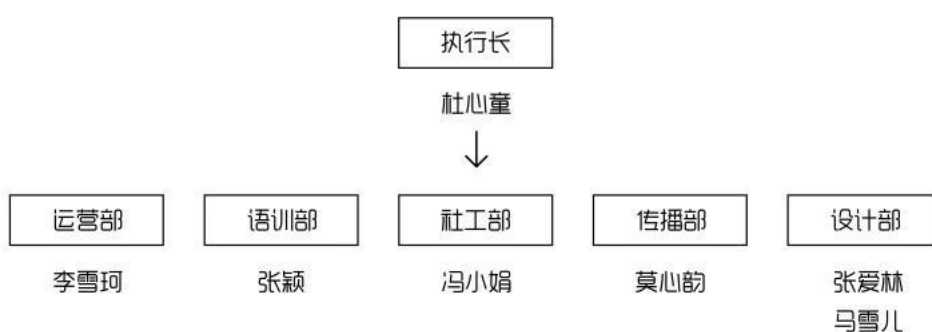 执行长
杜心童
运营部 语训部 社工部 传播部 设计部
李雪珂 张颖 冯小娟 莫心韵 张爱林
马雪儿